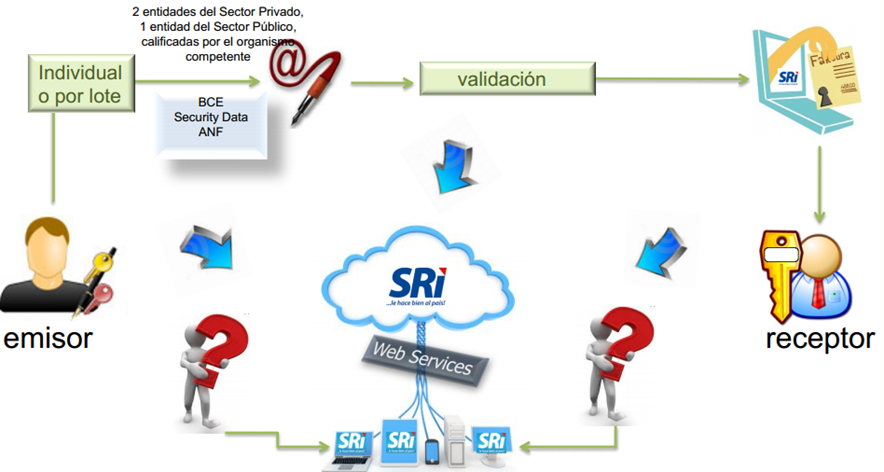 2 entidades del Sector Privado,
1 entidad del Sector Público,
calificadas por el organismo
competente
Individual
o por lote
BCE
Security Data
ANF
@
validación
SRi
Factura
emisor
SRi
...le hace bien al país!
Web Services
receptor
SRi
SRi
SRi